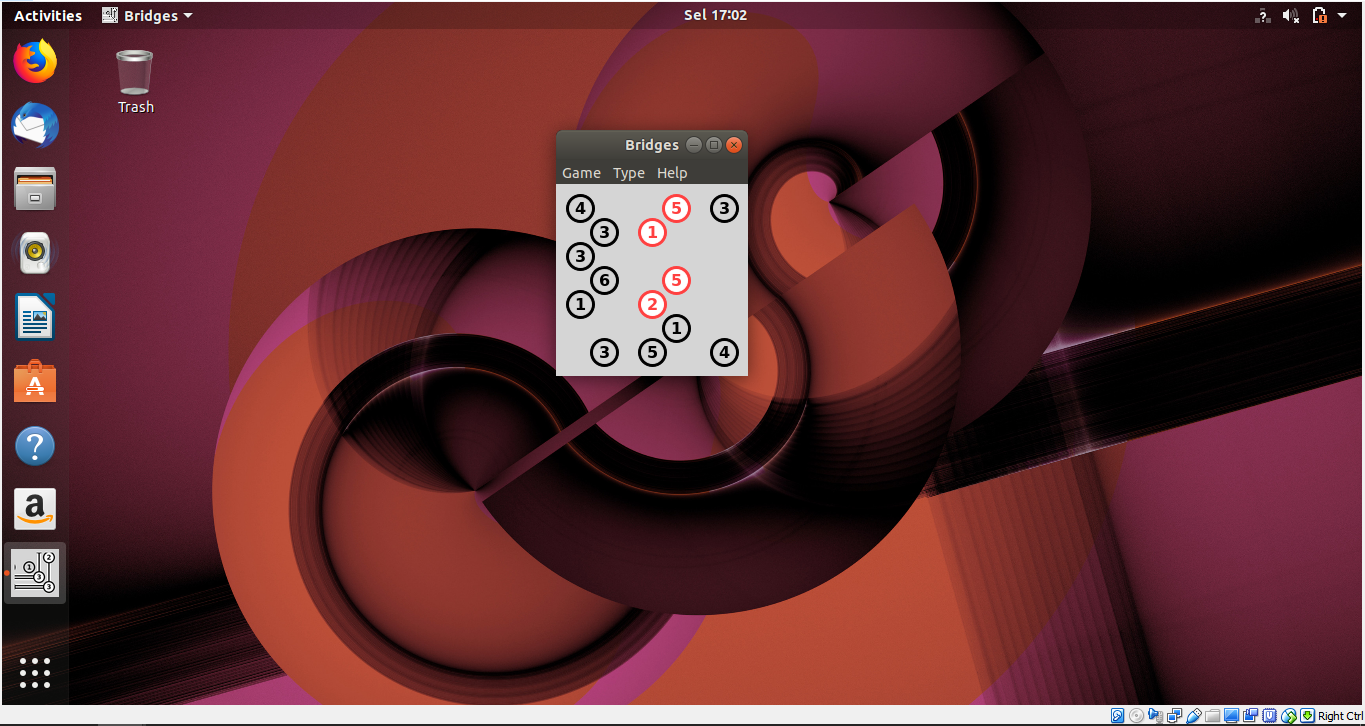 Activities Bridges Sel 17:02
Trash
Bridges
Game Type Help
4 5 3
3 1
3
6 5
1 2
1
3 5 4
Right Ctrl